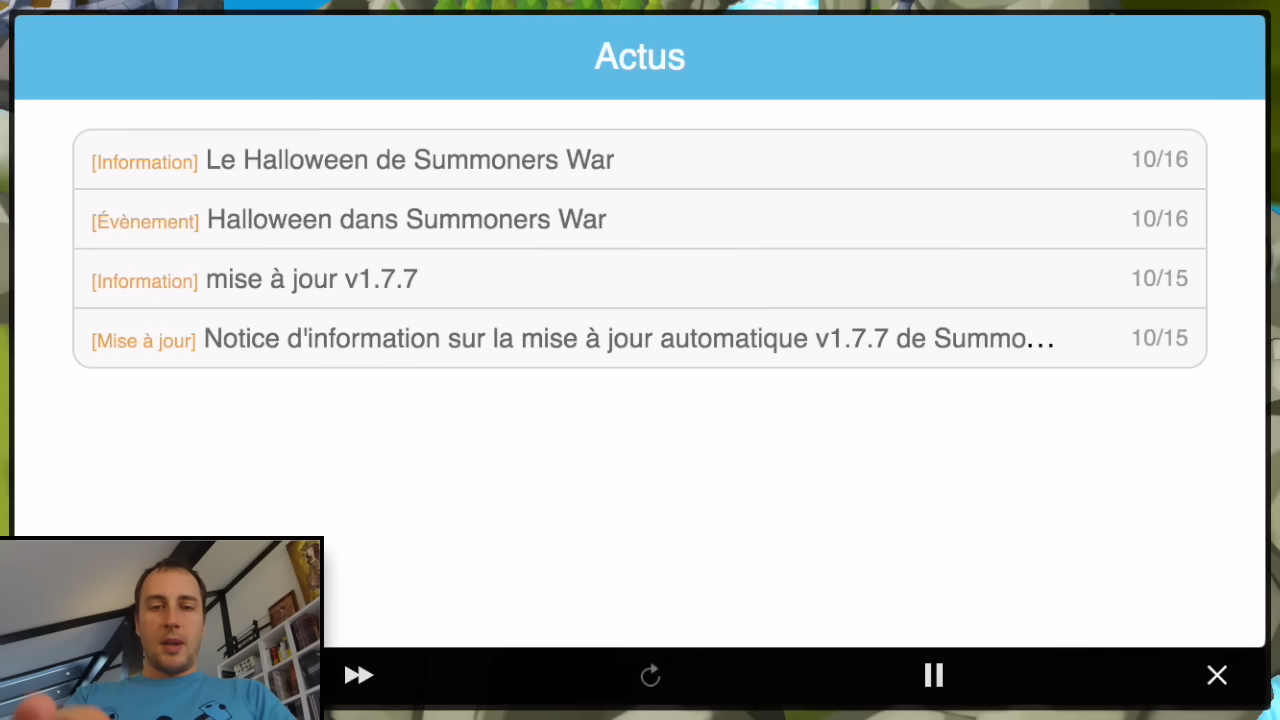 Actus
[Information] Le Halloween de Summoners War 10/16
[Évènement] Halloween dans Summoners War 10/16
[Information] mise à jour v1.7.7 10/15
[Mise à jour] Notice d'information sur la mise à jour automatique v1.7.7 de Summo... 10/15